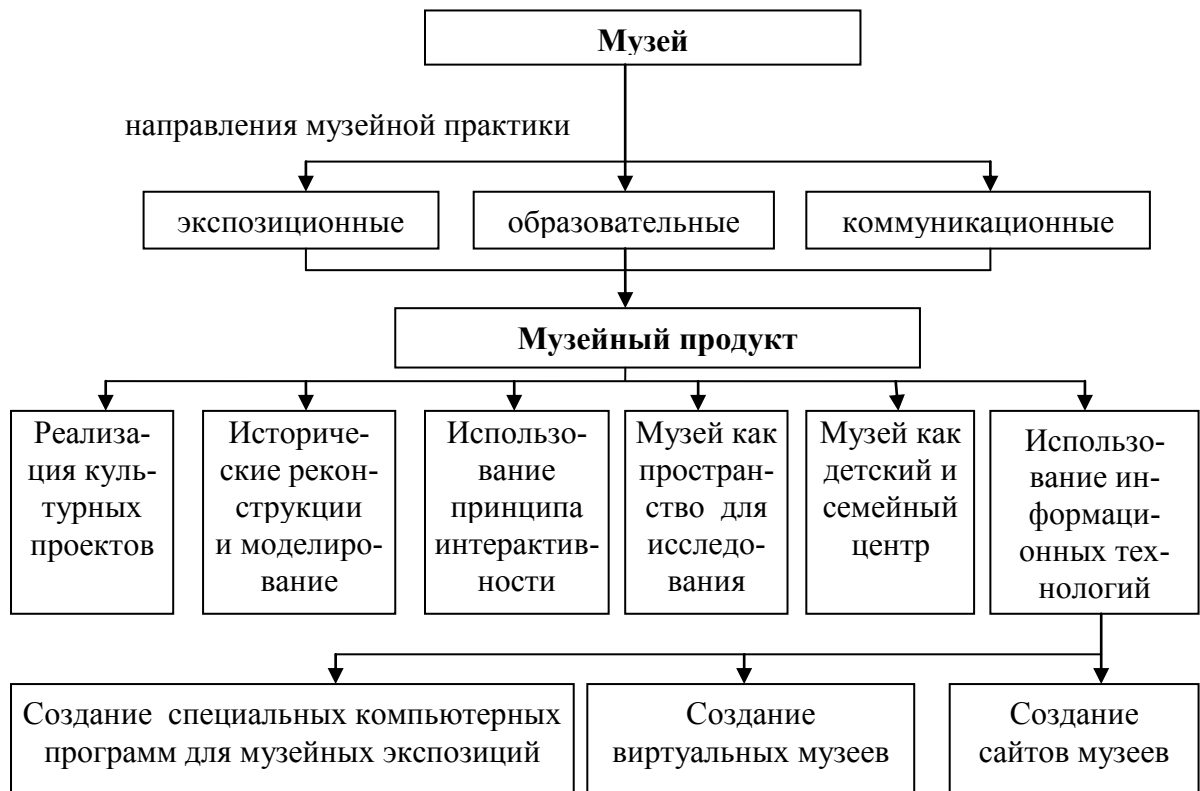 Музей
направления музейной практики
экспозиционные
образовательные
коммуникационные
Музейный продукт
Реализа-
ция куль-
турных
проектов
Историче-
ские рекон-
струкции
и моделиро-
вание
Использо-
вание
принципа
интерактив-
ности
Музей как
простран-
ство для
исследо-
вания
Музей как
детский и
семейный
центр
Использо-
вание ин-
формаци-
онных тех-
нологий
Создание специальных компьютерных
программ для музейных экспозиций
Создание
виртуальных музеев
Создание
сайтов музеев